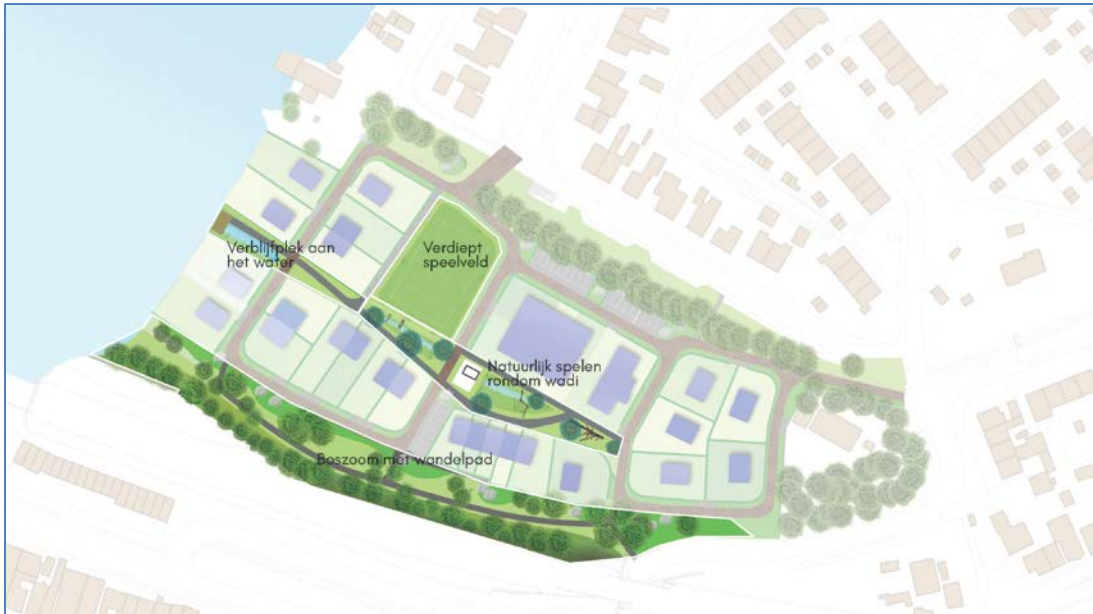 Verblijfplek aan
het water
Verdiept
speelveld
Natuurlijk spelen
rondom wadi
Boszoom met wandelpad